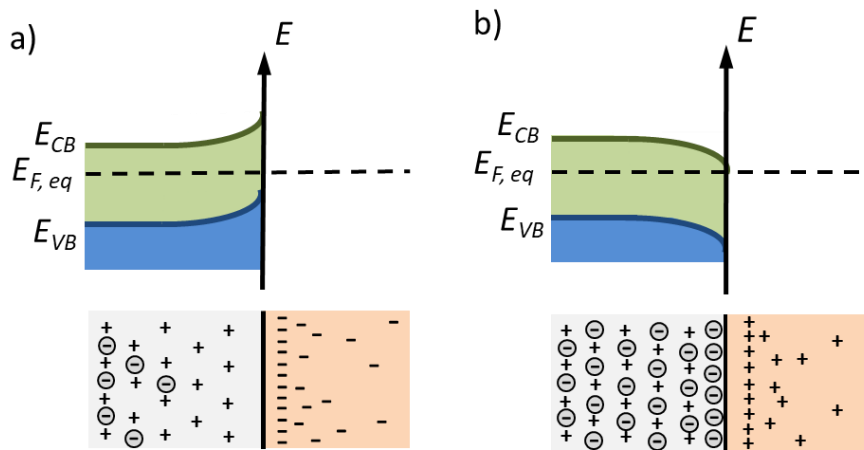 a)
E
E_CB
E_F, eq
E_VB
b)
E
E_CB
E_F, eq
E_VB